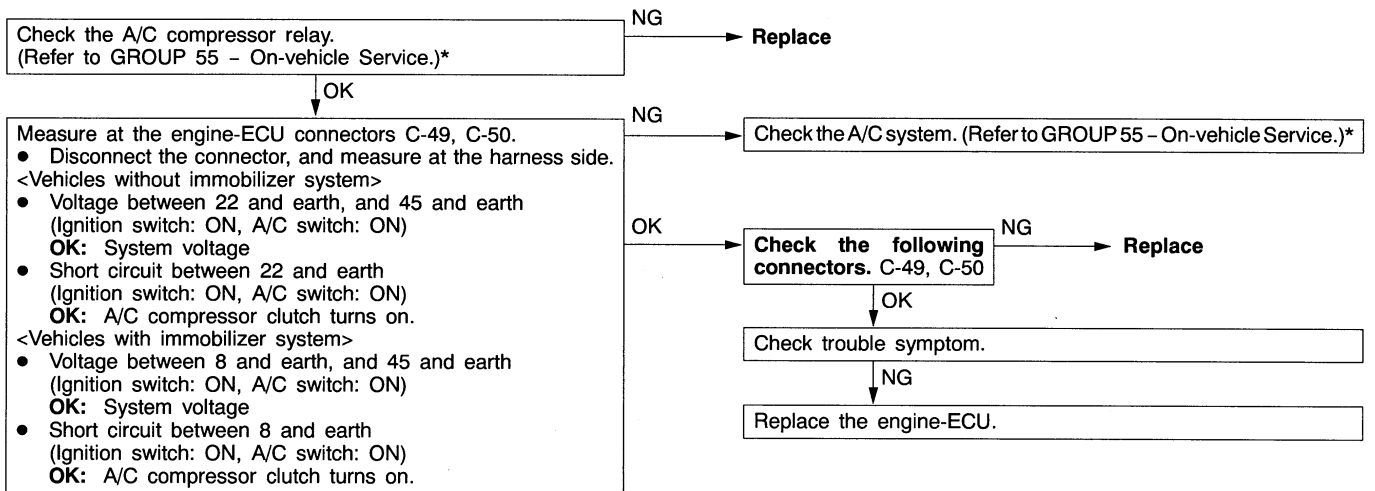 Check the A/C compressor relay.
(Refer to GROUP 55 – On-vehicle Service.)*
NG
Replace
OK
Measure at the engine-ECU connectors C-49, C-50.
● Disconnect the connector, and measure at the harness side.
<Vehicles without immobilizer system>
● Voltage between 22 and earth, and 45 and earth
(Ignition switch: ON, A/C switch: ON)
OK: System voltage
● Short circuit between 22 and earth
(Ignition switch: ON, A/C switch: ON)
OK: A/C compressor clutch turns on.
<Vehicles with immobilizer system>
● Voltage between 8 and earth, and 45 and earth
(Ignition switch: ON, A/C switch: ON)
OK: System voltage
● Short circuit between 8 and earth
(Ignition switch: ON, A/C switch: ON)
OK: A/C compressor clutch turns on.
NG
Check the A/C system. (Refer to GROUP 55 – On-vehicle Service.)*
OK
Check the following
connectors. C-49, C-50
NG
Replace
OK
Check trouble symptom.
NG
Replace the engine-ECU.